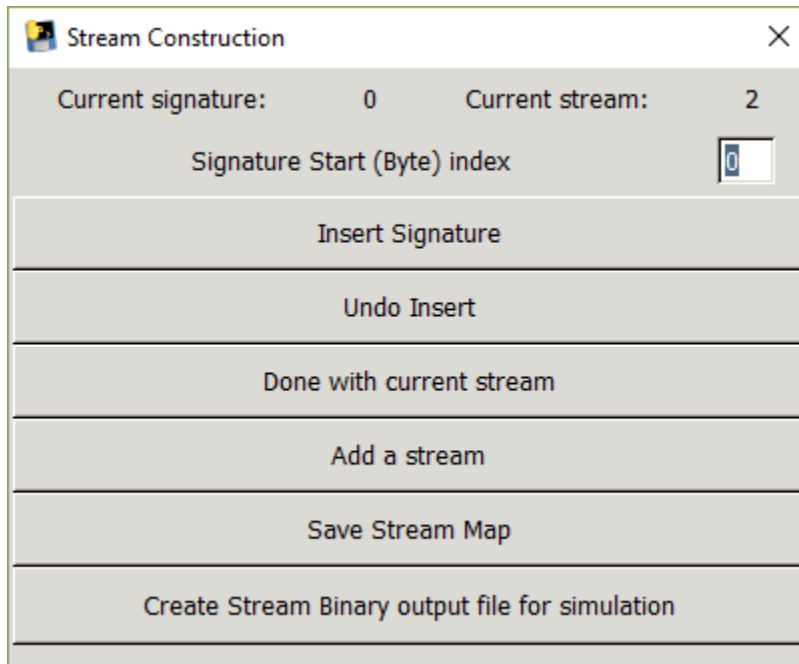 Stream Construction
Current signature: 0 Current stream: 2
Signature Start (Byte) index 0
Insert Signature
Undo Insert
Done with current stream
Add a stream
Save Stream Map
Create Stream Binary output file for simulation